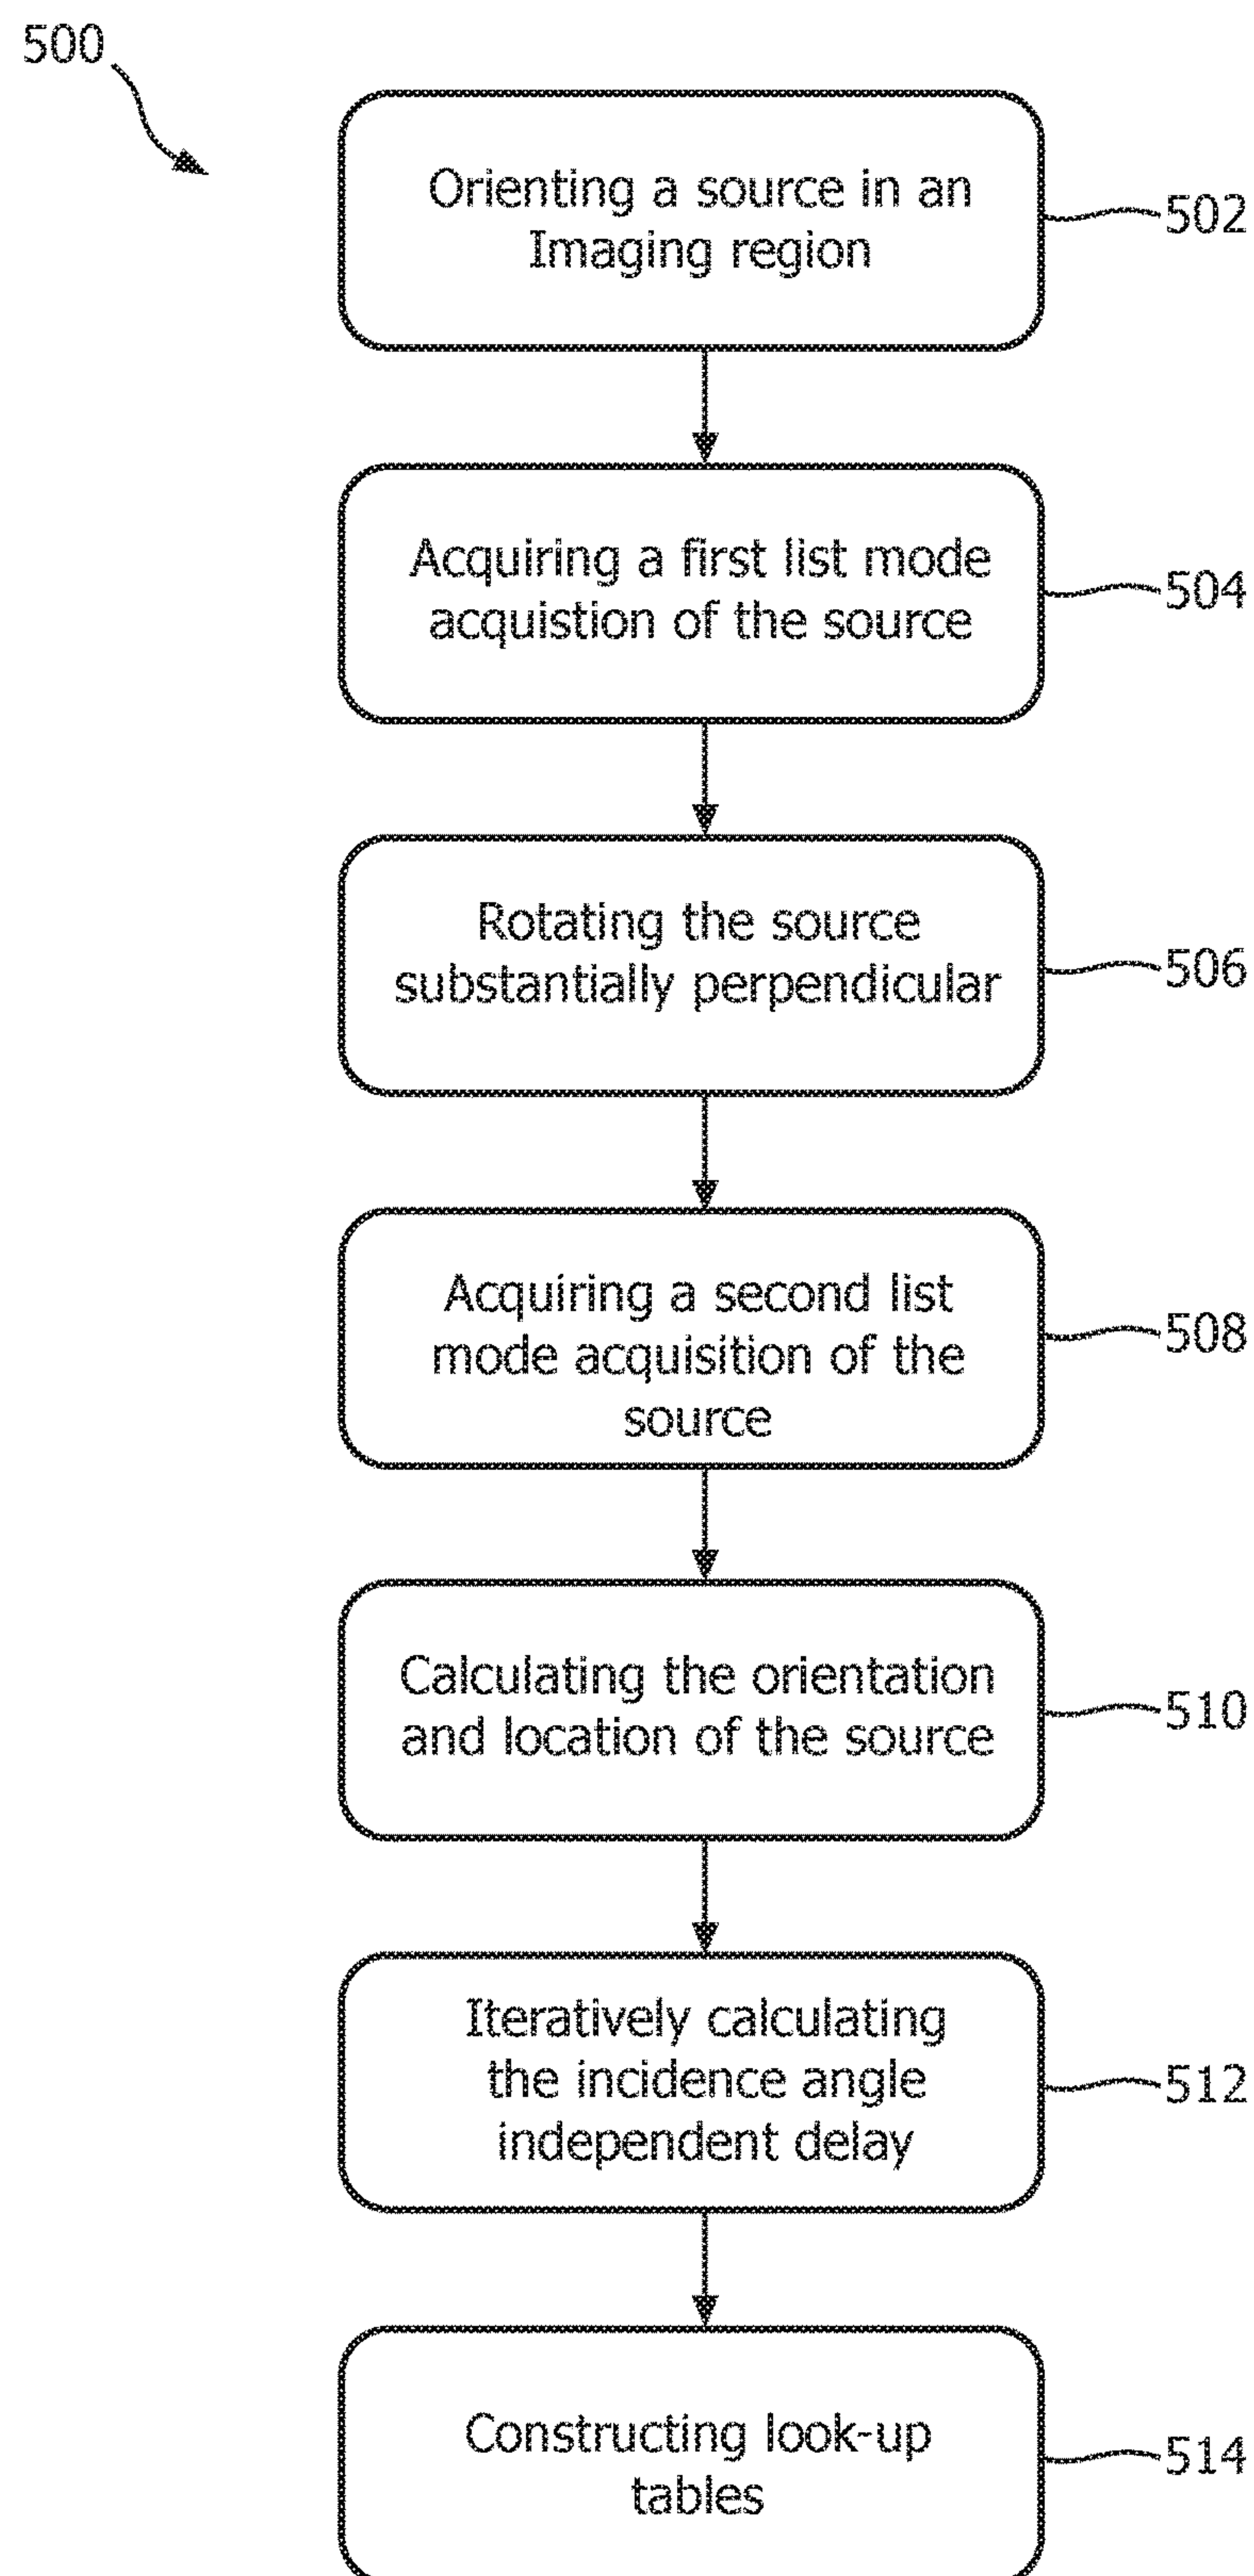 500
Orienting a source in an
Imaging region
502
Acquiring a first list mode
acquistion of the source
504
Rotating the source
substantially perpendicular
506
Acquiring a second list
mode acquisition of the
source
508
Calculating the orientation
and location of the source
510
Iteratively calculating
the incidence angle
independent delay
512
Constructing look-up
tables
514